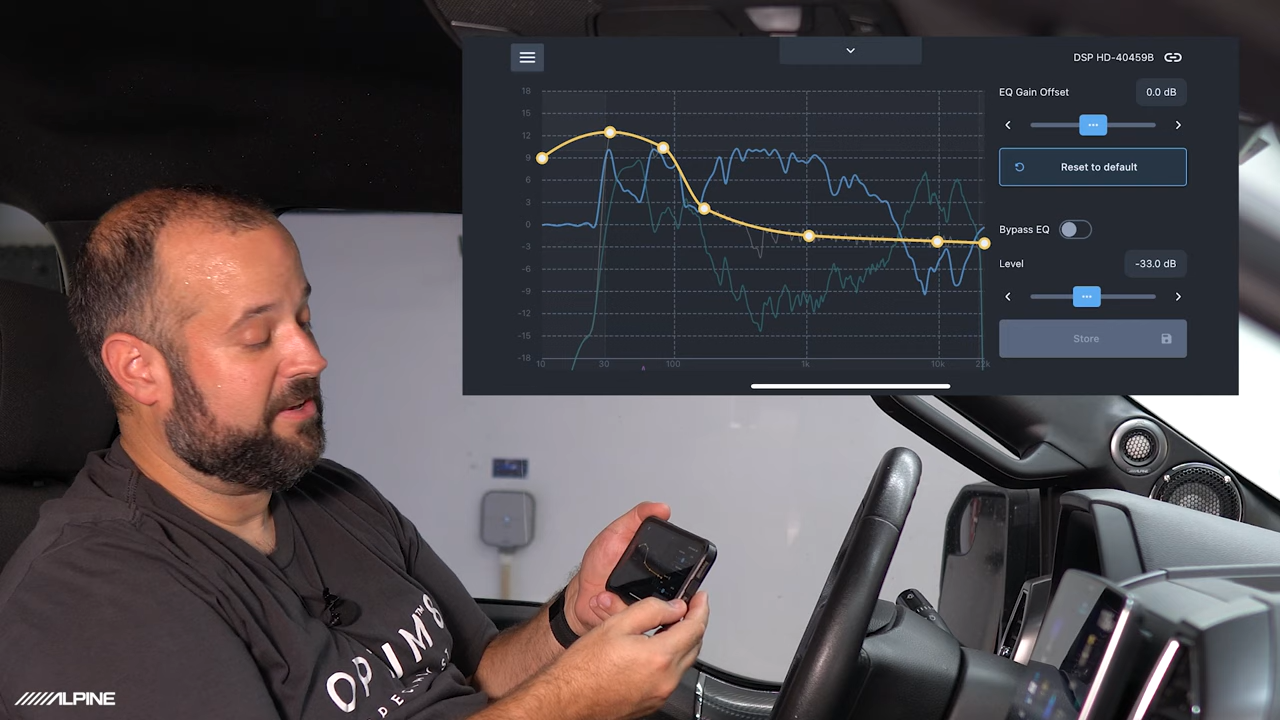 DSP HD-40459B
EQ Gain Offset
0.0 dB
Reset to default
Bypass EQ
Level
-33.0 dB
Store
18
15
12
9
6
3
0
-3
-6
-9
-12
-15
-18
10
30
100
1k
10k
22k
OPTIM™8
ALPINE